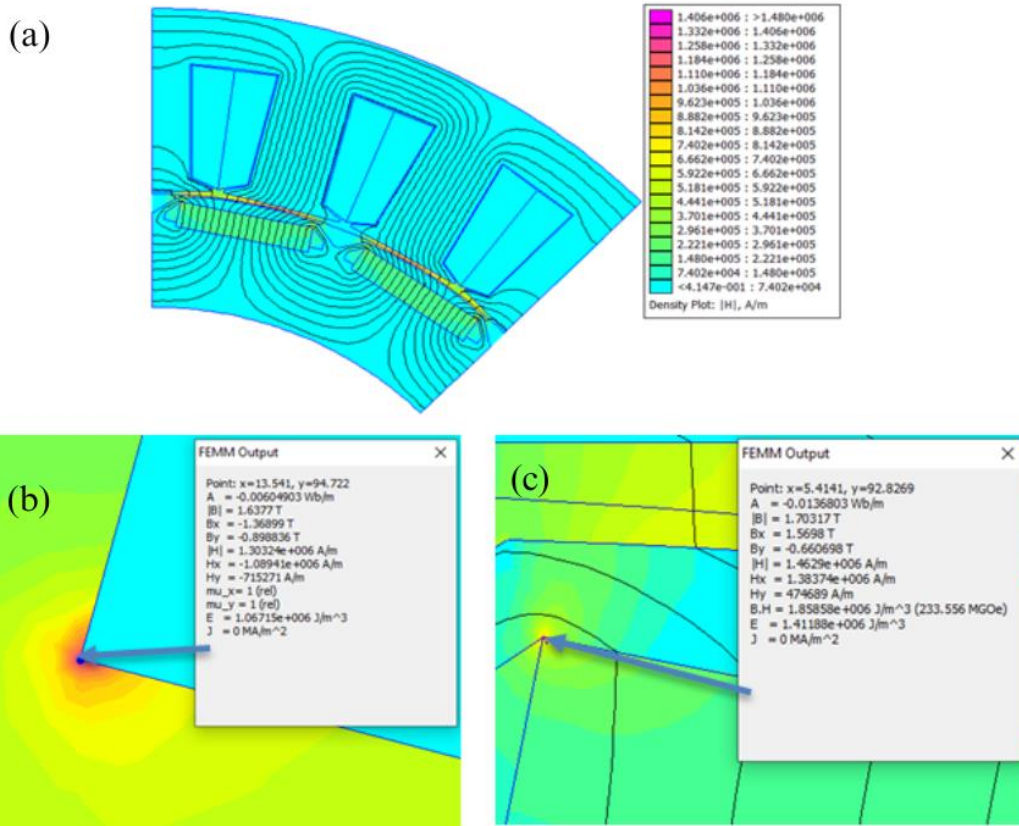 (a)
1.406e+006 : >1.480e+006
1.332e+006 : 1.406e+006
1.258e+006 : 1.332e+006
1.184e+006 : 1.258e+006
1.110e+006 : 1.184e+006
1.036e+006 : 1.110e+006
9.623e+005 : 1.036e+006
8.882e+005 : 9.623e+005
8.142e+005 : 8.882e+005
7.402e+005 : 8.142e+005
6.662e+005 : 7.402e+005
5.922e+005 : 6.662e+005
5.181e+005 : 5.922e+005
4.441e+005 : 5.181e+005
3.701e+005 : 4.441e+005
2.961e+005 : 3.701e+005
2.221e+005 : 2.961e+005
1.480e+005 : 2.221e+005
7.402e+004 : 1.480e+005
<4.147e-001 : 7.402e+004
Density Plot: |H|, A/m
(b)
FEMM Output
Point: x=13.541, y=94.722
A = -0.00604903 Wb/m
|B| = 1.6377 T
Bx = -1.36899 T
By = -0.898836 T
|H| = 1.30324e+006 A/m
Hx = -1.08941e+006 A/m
Hy = -715271 A/m
mu_x= 1 (rel)
mu_y = 1 (rel)
E = 1.06715e+006 J/m^3
J = 0 MA/m^2
(c)
FEMM Output
Point: x=5.4141, y=92.8269
A = -0.0136803 Wb/m
|B| = 1.70317 T
Bx = 1.5698 T
By = -0.660698 T
|H| = 1.4629e+006 A/m
Hx = 1.38374e+006 A/m
Hy = 474689 A/m
B.H = 1.85858e+006 J/m^3 (233.556 MGOe)
E = 1.41188e+006 J/m^3
J = 0 MA/m^2